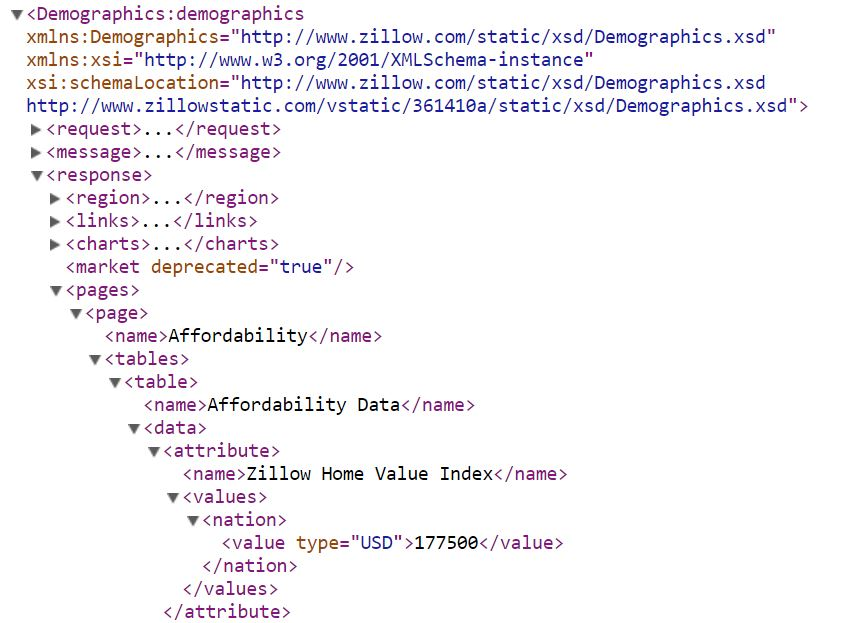 ▼<Demographics:demographics
xmlns:Demographics="http://www.zillow.com/static/xsd/Demographics.xsd"
xmlns:xsi="http://www.w3.org/2001/XMLSchema-instance"
xsi:schemaLocation="http://www.zillow.com/static/xsd/Demographics.xsd
http://www.zillowstatic.com/vstatic/361410a/static/xsd/Demographics.xsd">
▶<request>...</request>
▶<message>...</message>
▼<response>
▶<region>...</region>
▶<links>...</links>
▶<charts>...</charts>
<market deprecated="true"/>
▼<pages>
▼<page>
<name>Affordability</name>
▼<tables>
▼<table>
<name>Affordability Data</name>
▼<data>
▼<attribute>
<name>Zillow Home Value Index</name>
▼<values>
▼<nation>
<value type="USD">177500</value>
</nation>
</values>
</attribute>